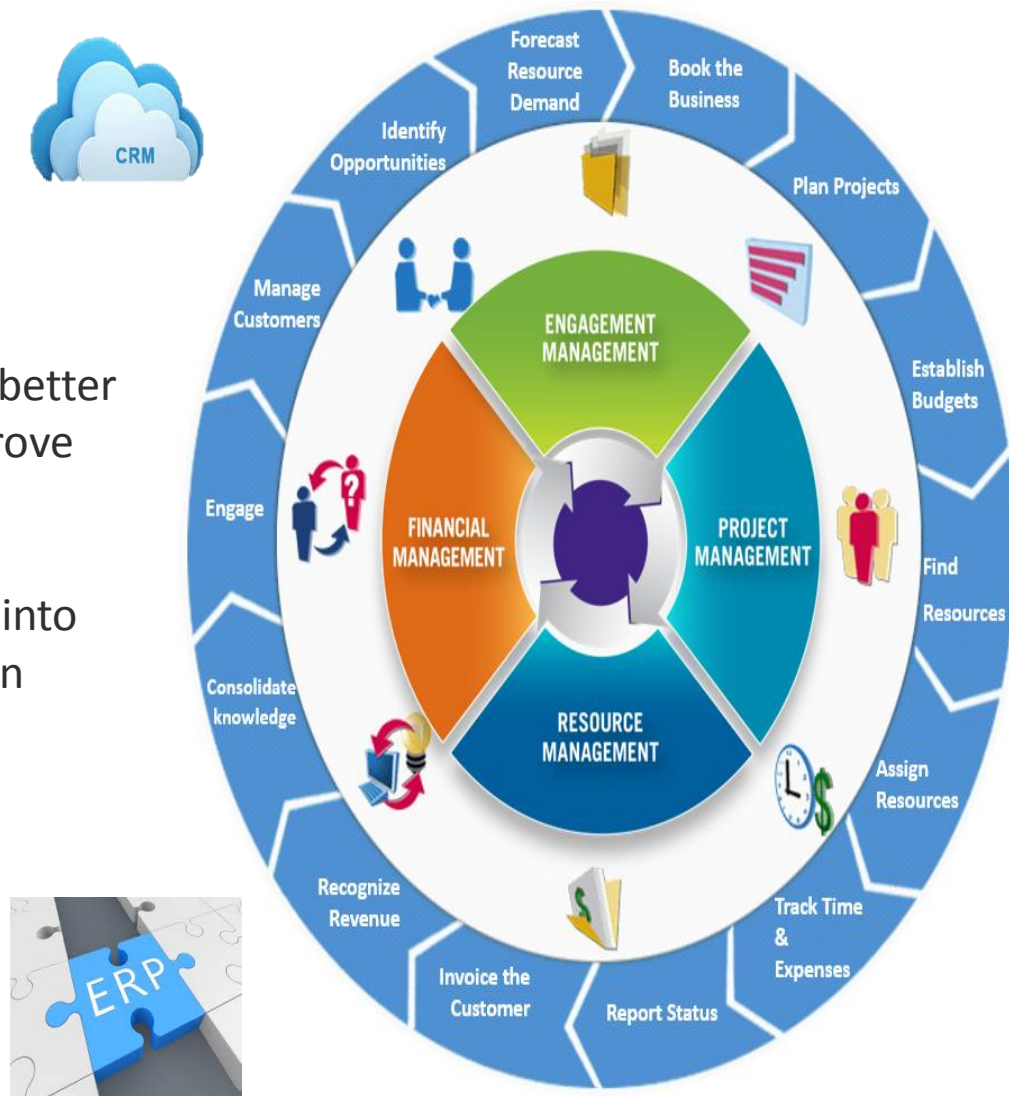 CRM
better
rove
into
n
ERP
Forecast
Resource
Demand
Book the
Business
Plan Projects
Establish
Budgets
Find
Resources
Assign
Resources
Track Time
&
Expenses
Report Status
Invoice the
Customer
Recognize
Revenue
Consolidate
knowledge
Engage
Manage
Customers
Identify
Opportunities
ENGAGEMENT
MANAGEMENT
PROJECT
MANAGEMENT
RESOURCE
MANAGEMENT
FINANCIAL
MANAGEMENT
?
$
$